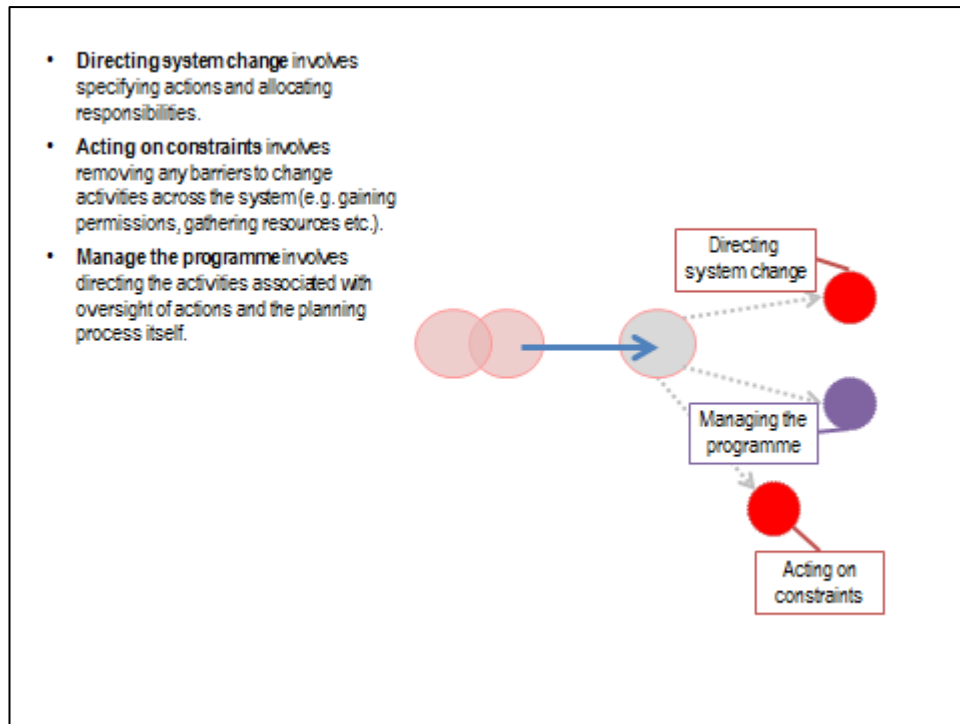 • Directing system change involves
specifying actions and allocating
responsibilities.
• Acting on constraints involves
removing any barriers to change
activities across the system (e.g. gaining
permissions, gathering resources etc.).
• Manage the programme involves
directing the activities associated with
oversight of actions and the planning
process itself.
Directing
system change
Managing the
programme
Acting on
constraints